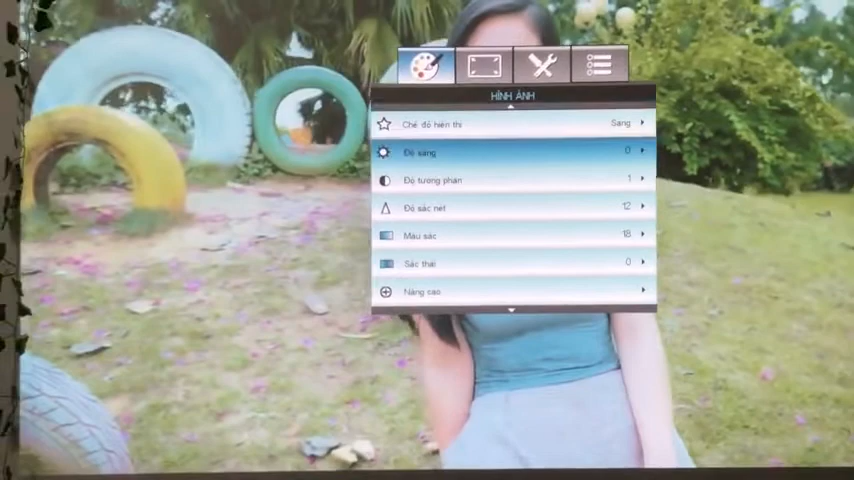 HÌNH ẢNH
Chế độ hiển thị Sáng
Độ sáng 0
Độ tương phản 1
Độ sắc nét 12
Màu sắc 18
Sắc thái 0
Nâng cao